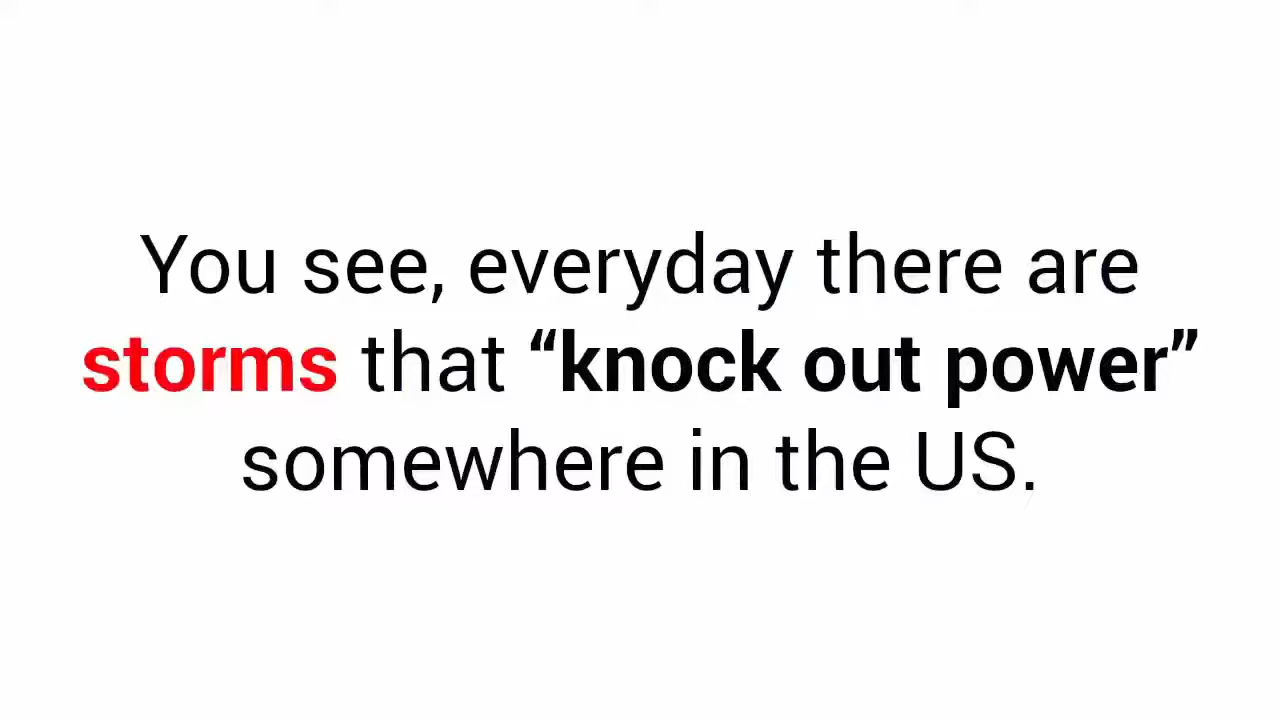 You see, everyday there are
storms that “knock out power”
somewhere in the US.